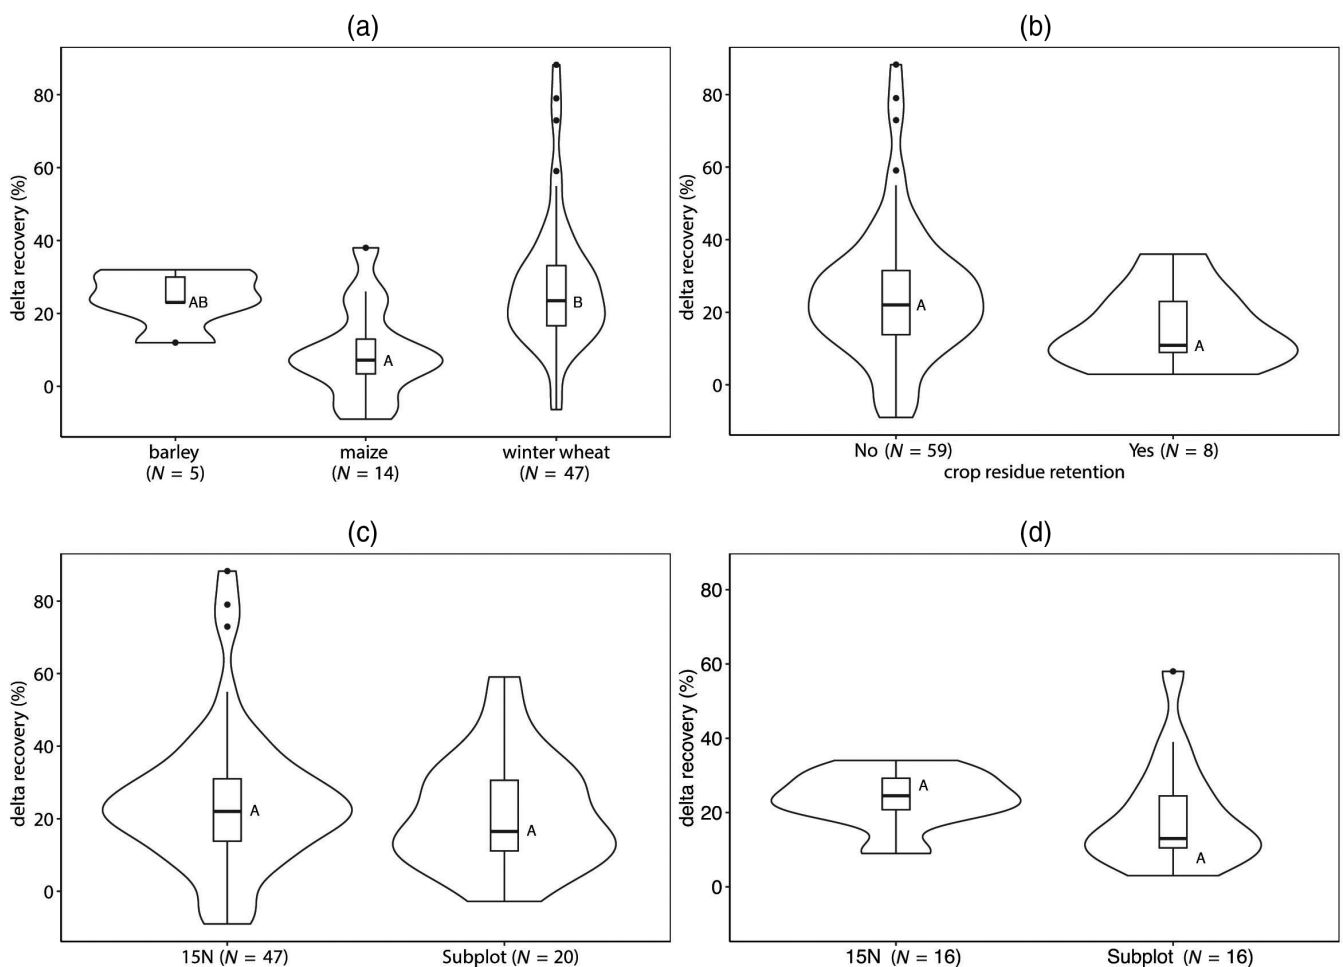 (a)
delta recovery (%)
80
60
40
20
0
AB
A
B
barley
(N = 5)
maize
(N = 14)
winter wheat
(N = 47)
(b)
delta recovery (%)
80
60
40
20
0
A
A
No (N = 59)
Yes (N = 8)
crop residue retention
(c)
delta recovery (%)
80
60
40
20
0
A
A
15N (N = 47)
Subplot (N = 20)
(d)
delta recovery (%)
80
60
40
20
0
A
A
15N (N = 16)
Subplot (N = 16)